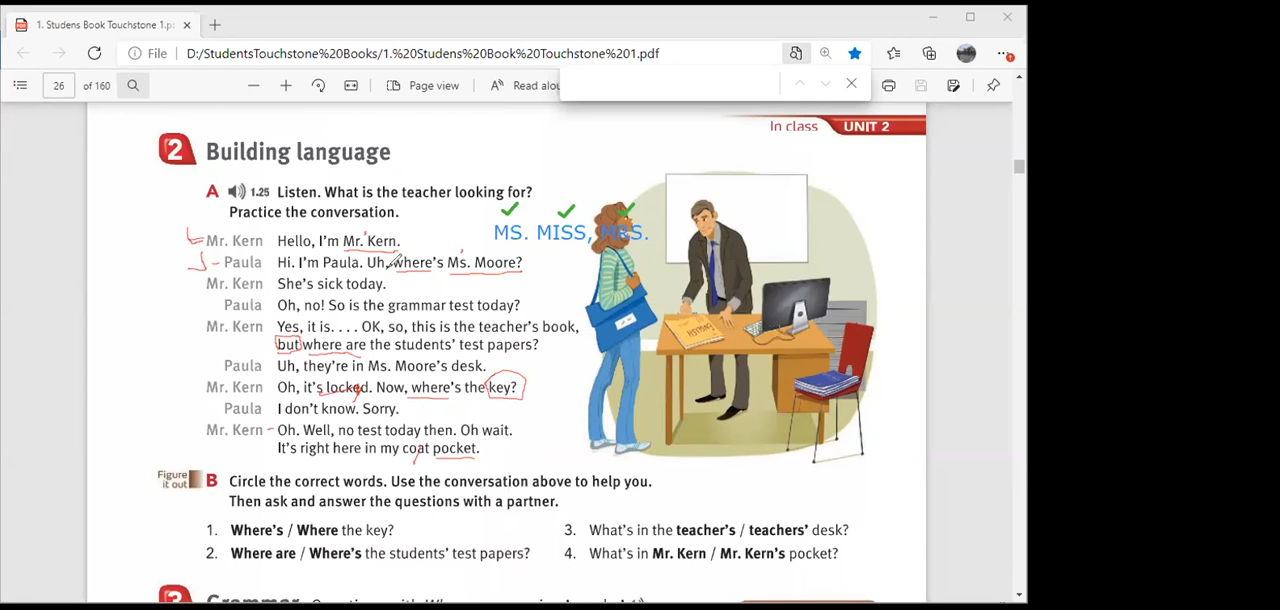 1. Studens Book Touchstone 1.p
File D:/StudentsTouchstone%20Books/1.%20Studens%20Book%20Touchstone%201.pdf
26 of 160 Page view Read
In class UNIT 2
2 Building language
A 1.25 Listen. What is the teacher looking for?
Practice the conversation.
MS. MISS, MRS.
Mr. Kern Hello, I'm Mr. Kern.
Paula Hi. I'm Paula. Uh, where's Ms. Moore?
Mr. Kern She's sick today.
Paula Oh, no! So is the grammar test today?
Mr. Kern Yes, it is. . . . OK, so, this is the teacher's book,
but where are the students' test papers?
Paula Uh, they're in Ms. Moore's desk.
Mr. Kern Oh, it's locked. Now, where's the key?
Paula I don't know. Sorry.
Mr. Kern Oh. Well, no test today then. Oh wait.
It's right here in my coat pocket.
ENGLISH
Figure
it out
B Circle the correct words. Use the conversation above to help you.
Then ask and answer the questions with a partner.
1. Where's / Where the key?
2. Where are / Where's the students' test papers?
3. What's in the teacher's / teachers' desk?
4. What's in Mr. Kern / Mr. Kern's pocket?
3 Grammar